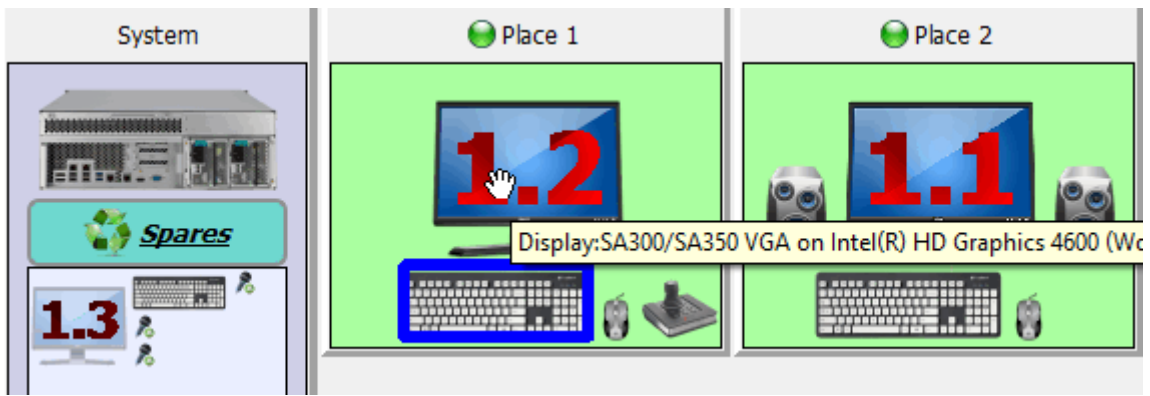 System
Place 1
Place 2
1.2
1.1
Spares
Display:SA300/SA350 VGA on Intel(R) HD Graphics 4600 (Wo
1.3